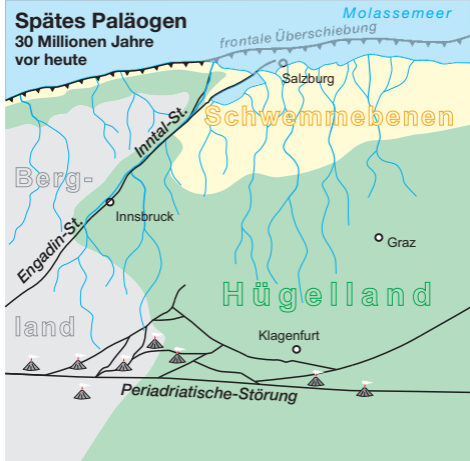 Spätes Paläogen
30 Millionen Jahre
vor heute
Molassemeer
frontale Überschiebung
Salzburg
Schwemmebenen
Inntal-St.
Berg-
Innsbruck
Engadin-St.
Graz
Hügelland
land
Klagenfurt
Periadriatische-Störung